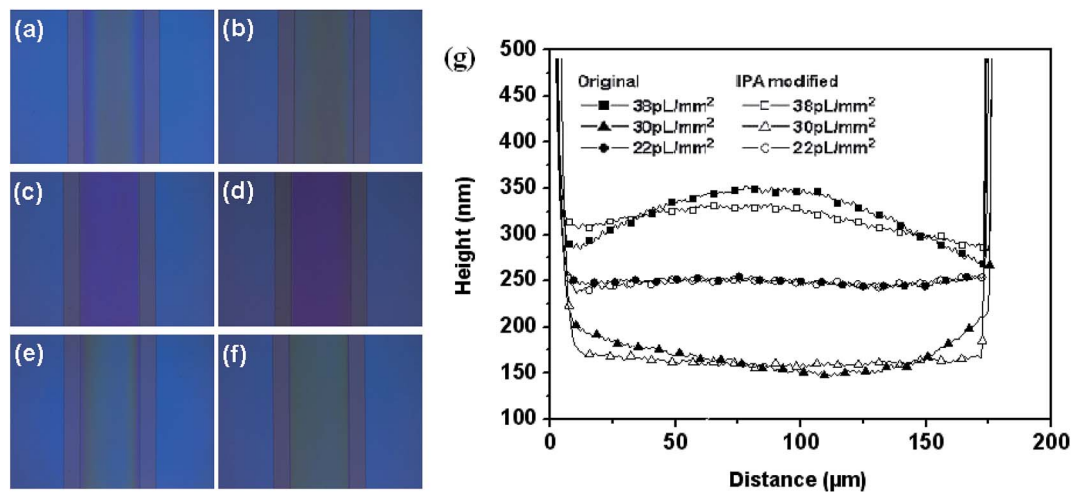 (a) (b)
(c) (d)
(e) (f)
(g)
Height (nm)
500
450
400
350
300
250
200
150
100
Original IPA modified
38pL/mm² 38pL/mm²
30pL/mm² 30pL/mm²
22pL/mm² 22pL/mm²
0 50 100 150 200
Distance (µm)